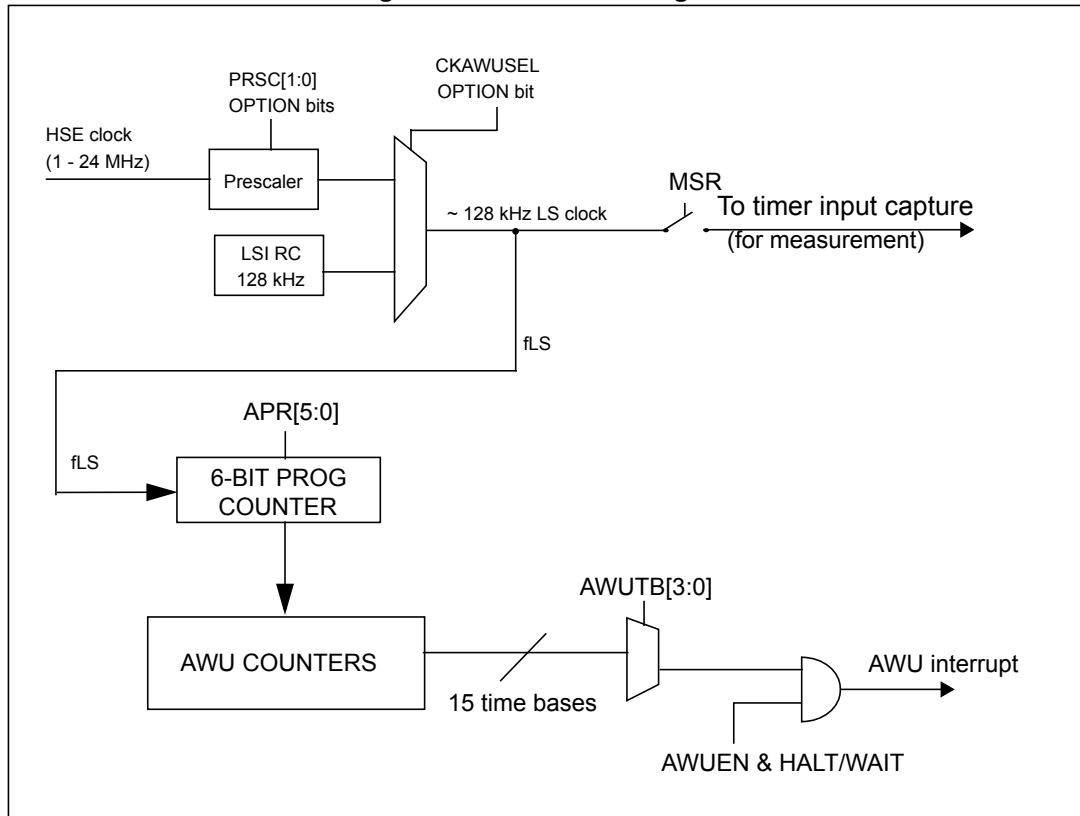 CKAWUSEL
OPTION bit
PRSC[1:0]
OPTION bits
HSE clock
(1 - 24 MHz)
Prescaler
MSR
~ 128 kHz LS clock
To timer input capture
(for measurement)
LSI RC
128 kHz
fLS
APR[5:0]
fLS
6-BIT PROG
COUNTER
AWUTB[3:0]
AWU COUNTERS
15 time bases
AWU interrupt
AWUEN & HALT/WAIT